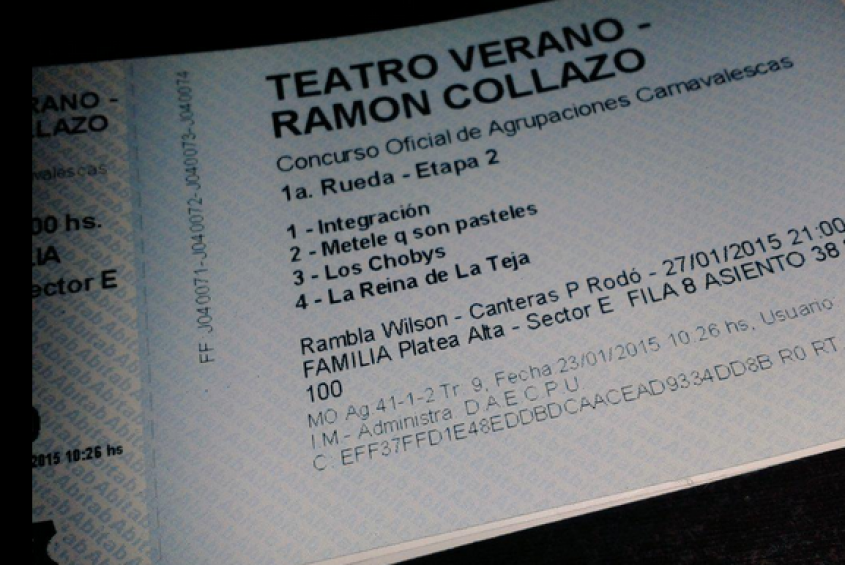 TEATRO VERANO -
RAMON COLLAZO
Concurso Oficial de Agrupaciones Carnavalescas
1a. Rueda - Etapa 2
1 - Integración
2 - Metele q son pasteles
3 - Los Chobys
4 - La Reina de La Teja
Rambla Wilson - Canteras P Rodó - 27/01/2015 21:00
FAMILIA Platea Alta - Sector E FILA 8 ASIENTO 38
100
MO Ag 41-1-2 Tr. 9, Fecha 23/01/2015 10:26 hs, Usuario
I.M - Administra D A E C P U
C: EFF37FFD1E48EDDBDCAACEAD9334DD8B R0 RT
FF J040071-J040072-J040073-J040074
RANO -
LLAZO
valescas
00 hs.
LIA
ector E
2015 10:26 hs